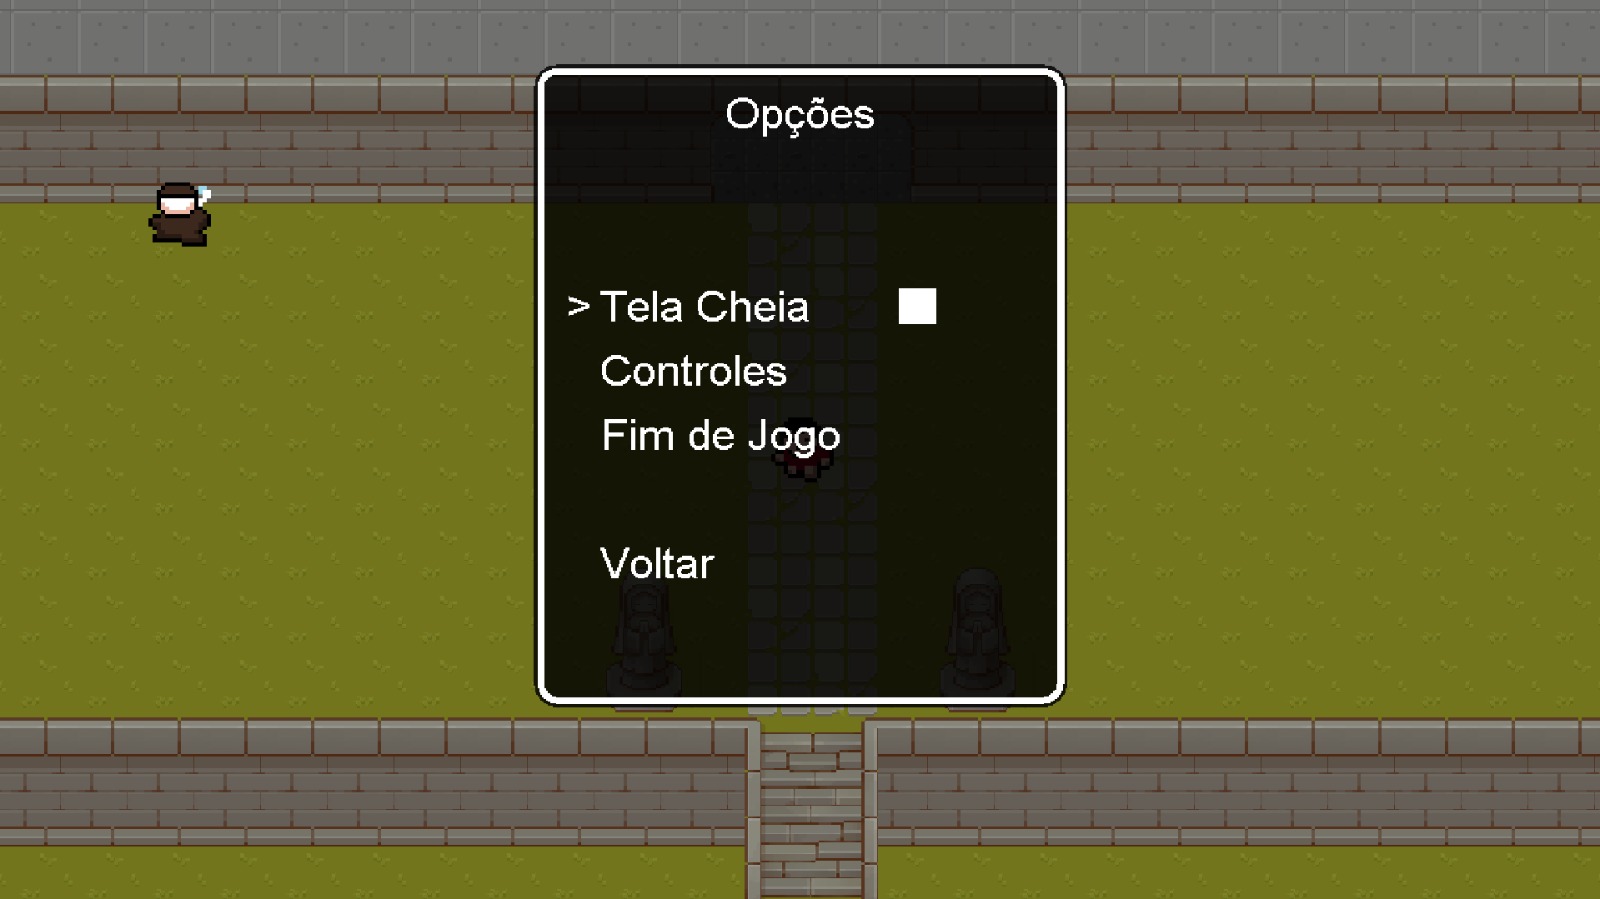 Opções
> Tela Cheia
Controles
Fim de Jogo
Voltar